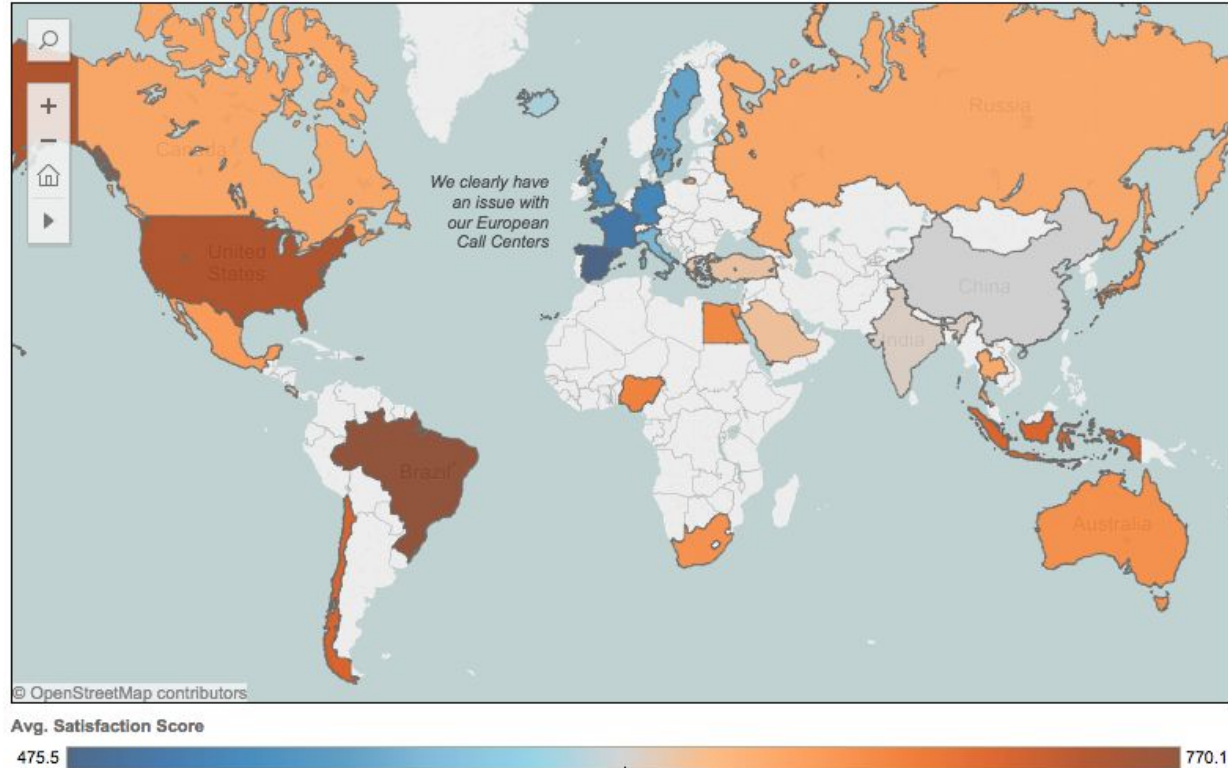 Canada
Russia
We clearly have
an issue with
our European
Call Centers
United
States
China
India
Brazil
Australia
© OpenStreetMap contributors
Avg. Satisfaction Score
475.5
770.1